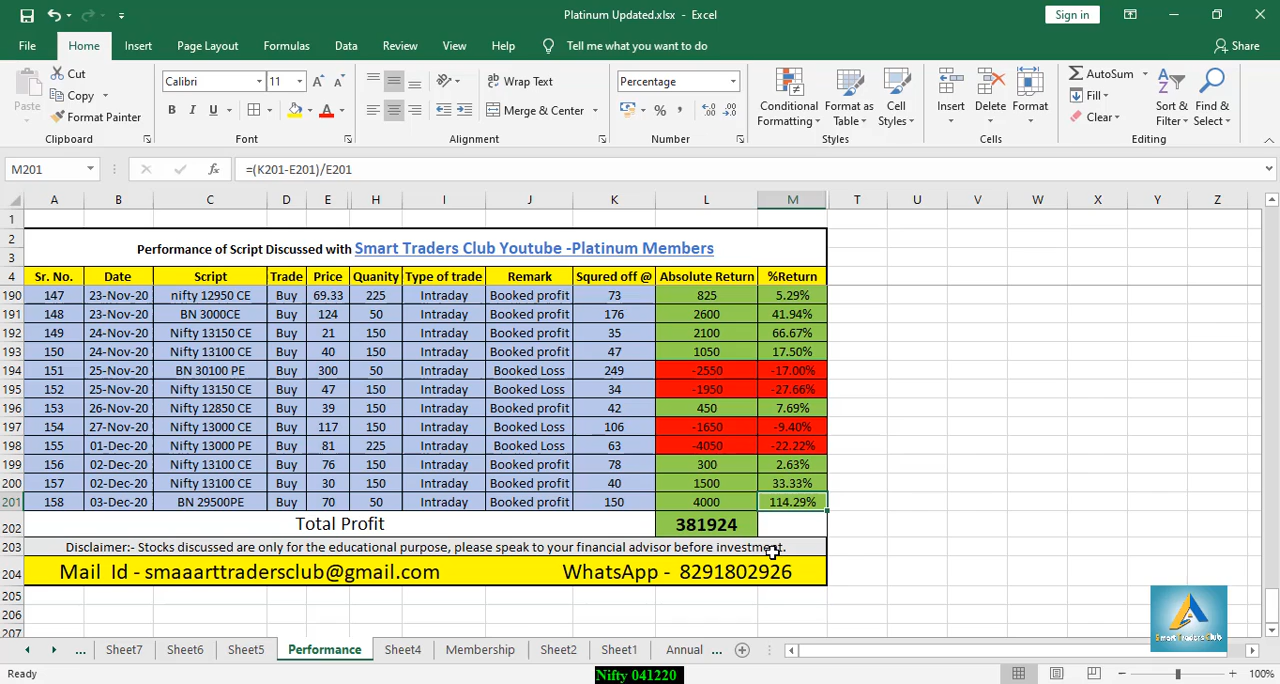 Platinum Updated.xlsx - Excel
Sign in
File Home Insert Page Layout Formulas Data Review View Help Tell me what you want to do Share
Paste
Cut
Copy
Format Painter
Clipboard
Calibri 11 A A
B I U A
Font
ab
Wrap Text
Merge & Center
Alignment
Percentage
% ,
Number
Conditional Formatting
Format as Table
Cell Styles
Styles
Insert
Delete
Format
Cells
AutoSum
Fill
Clear
Sort & Filter
Find & Select
Editing
M201 fx =(K201-E201)/E201
A B C D E H I J K L M T U V W X Y Z
1
2
3
Performance of Script Discussed with Smart Traders Club Youtube -Platinum Members
4 Sr. No. Date Script Trade Price Quanity Type of trade Remark Squred off @ Absolute Return %Return
190 147 23-Nov-20 nifty 12950 CE Buy 69.33 225 Intraday Booked profit 73 825 5.29%
191 148 23-Nov-20 BN 3000CE Buy 124 50 Intraday Booked profit 176 2600 41.94%
192 149 24-Nov-20 Nifty 13150 CE Buy 21 150 Intraday Booked profit 35 2100 66.67%
193 150 24-Nov-20 Nifty 13100 CE Buy 40 150 Intraday Booked profit 47 1050 17.50%
194 151 25-Nov-20 BN 30100 PE Buy 300 50 Intraday Booked Loss 249 -2550 -17.00%
195 152 25-Nov-20 Nifty 13150 CE Buy 47 150 Intraday Booked Loss 34 -1950 -27.66%
196 153 26-Nov-20 Nifty 12850 CE Buy 39 150 Intraday Booked profit 42 450 7.69%
197 154 27-Nov-20 Nifty 13000 CE Buy 117 150 Intraday Booked Loss 106 -1650 -9.40%
198 155 01-Dec-20 Nifty 13000 PE Buy 81 225 Intraday Booked Loss 63 -4050 -22.22%
199 156 02-Dec-20 Nifty 13100 CE Buy 76 150 Intraday Booked profit 78 300 2.63%
200 157 02-Dec-20 Nifty 13100 CE Buy 30 150 Intraday Booked profit 40 1500 33.33%
201 158 03-Dec-20 BN 29500PE Buy 70 50 Intraday Booked profit 150 4000 114.29%
202 Total Profit 381924
203 Disclaimer:- Stocks discussed are only for the educational purpose, please speak to your financial advisor before investment.
204 Mail Id - smaaarttradersclub@gmail.com WhatsApp - 8291802926
205
206
207
Smart Traders Club
... Sheet7 Sheet6 Sheet5 Performance Sheet4 Membership Sheet2 Sheet1 Annual ...
Ready
Nifty 041220
100%